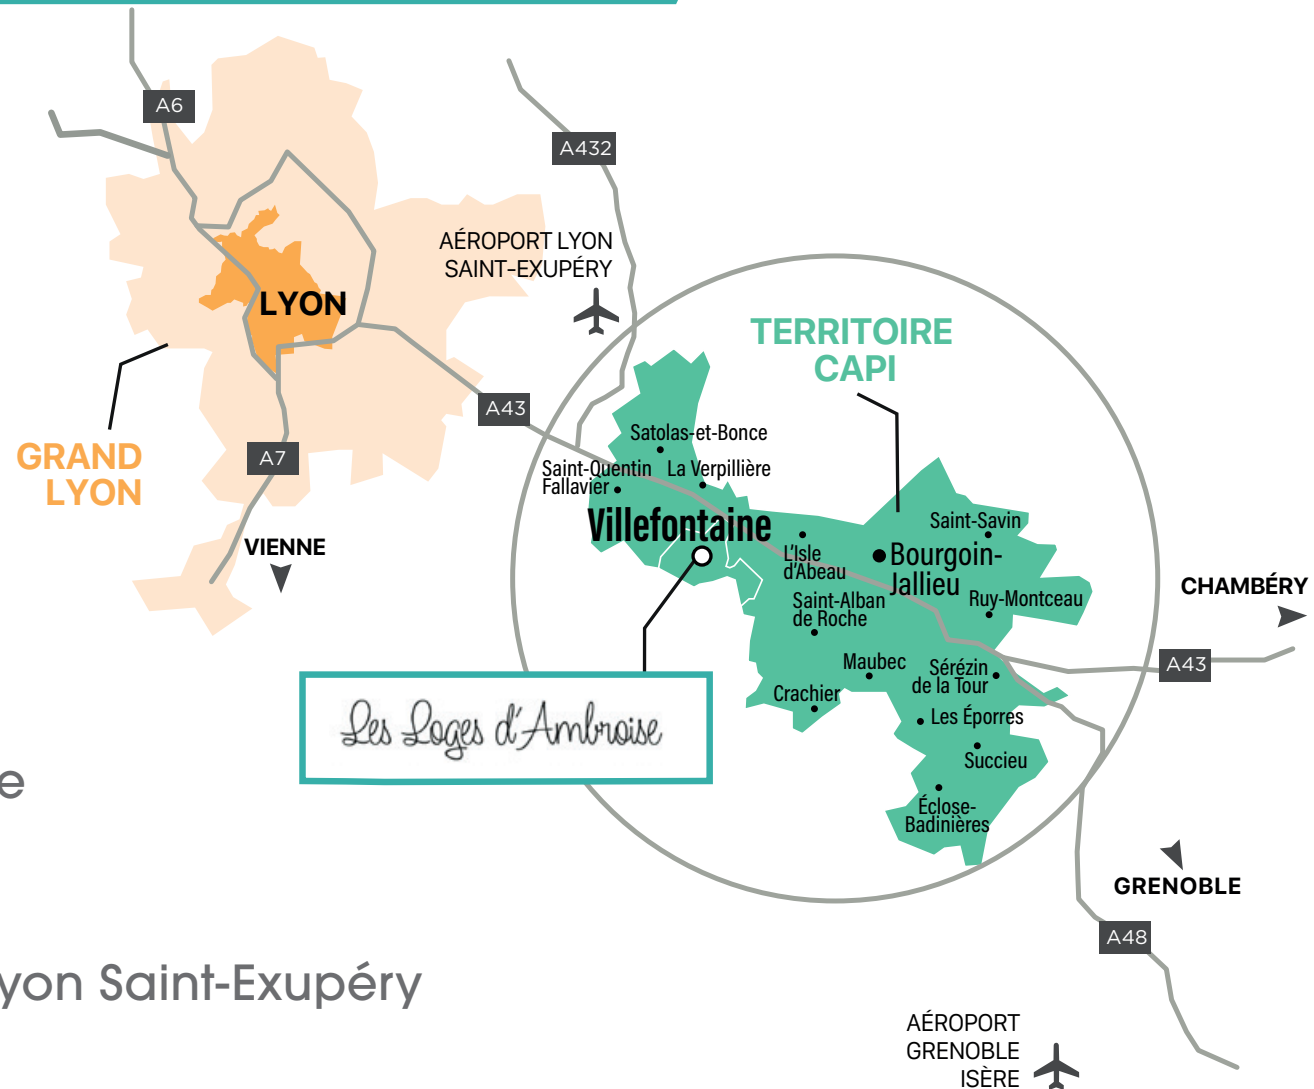 A6
A432
AÉROPORT LYON
SAINT-EXUPÉRY
LYON
TERRITOIRE
CAPI
A43
GRAND
LYON
A7
Satolas-et-Bonce
Saint-Quentin
Fallavier
La Verpillière
Villefontaine
Saint-Savin
L'Isle
d'Abeau
Bourgoin-
Jallieu
VIENNE
CHAMBÉRY
Saint-Alban
de Roche
Ruy-Montceau
Maubec
Sérézin
de la Tour
A43
Crachier
Les Éporres
Les Loges d'Ambroise
Succieu
e
Éclose-
Badinières
GRENOBLE
A48
yon Saint-Exupéry
AÉROPORT
GRENOBLE
ISÈRE